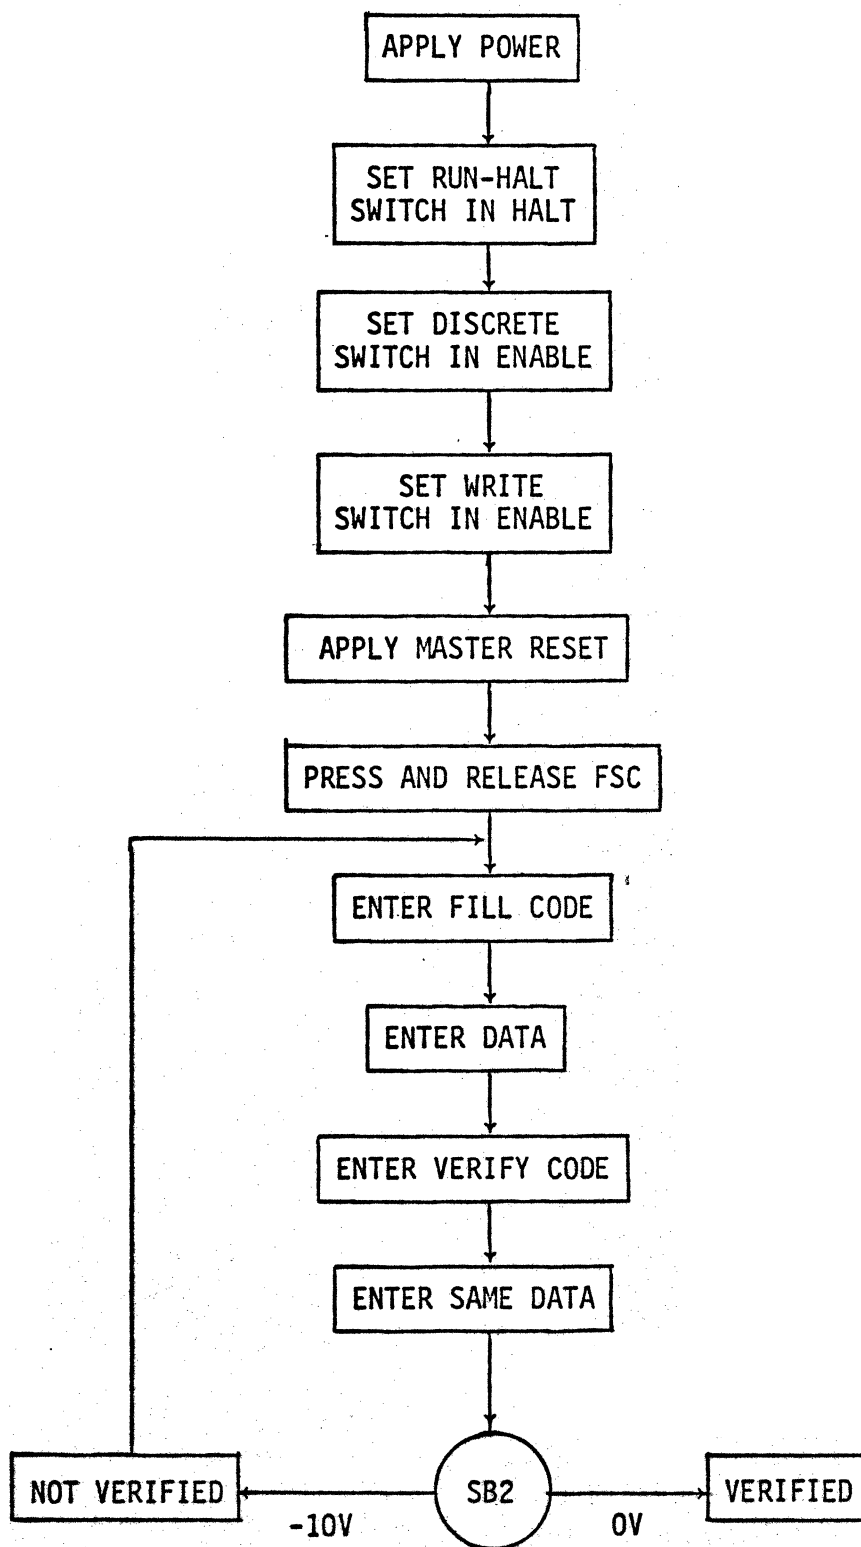 APPLY POWER
SET RUN-HALT
SWITCH IN HALT
SET DISCRETE
SWITCH IN ENABLE
SET WRITE
SWITCH IN ENABLE
APPLY MASTER RESET
PRESS AND RELEASE FSC
ENTER FILL CODE
ENTER DATA
ENTER VERIFY CODE
ENTER SAME DATA
NOT VERIFIED
-10V
SB2
0V
VERIFIED